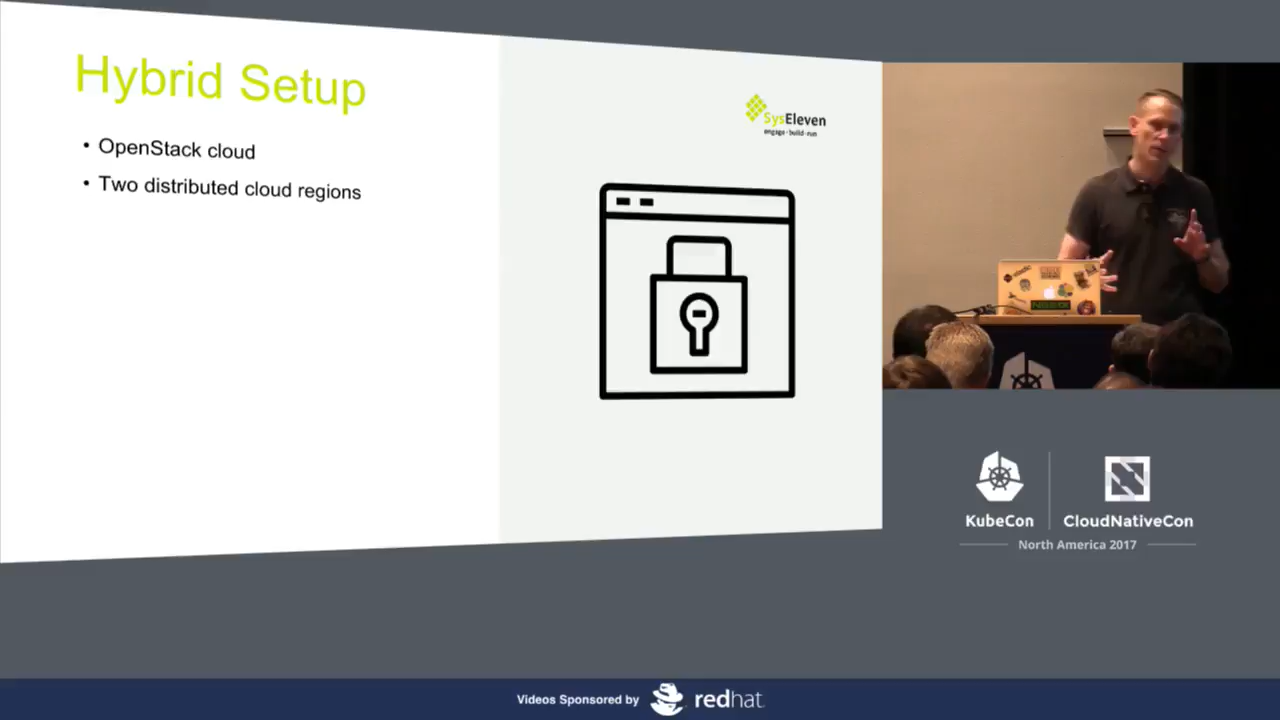 Hybrid Setup
• OpenStack cloud
• Two distributed cloud regions
SysEleven
engage·build·run
KubeCon
CloudNativeCon
North America 2017
Videos Sponsored by
redhat